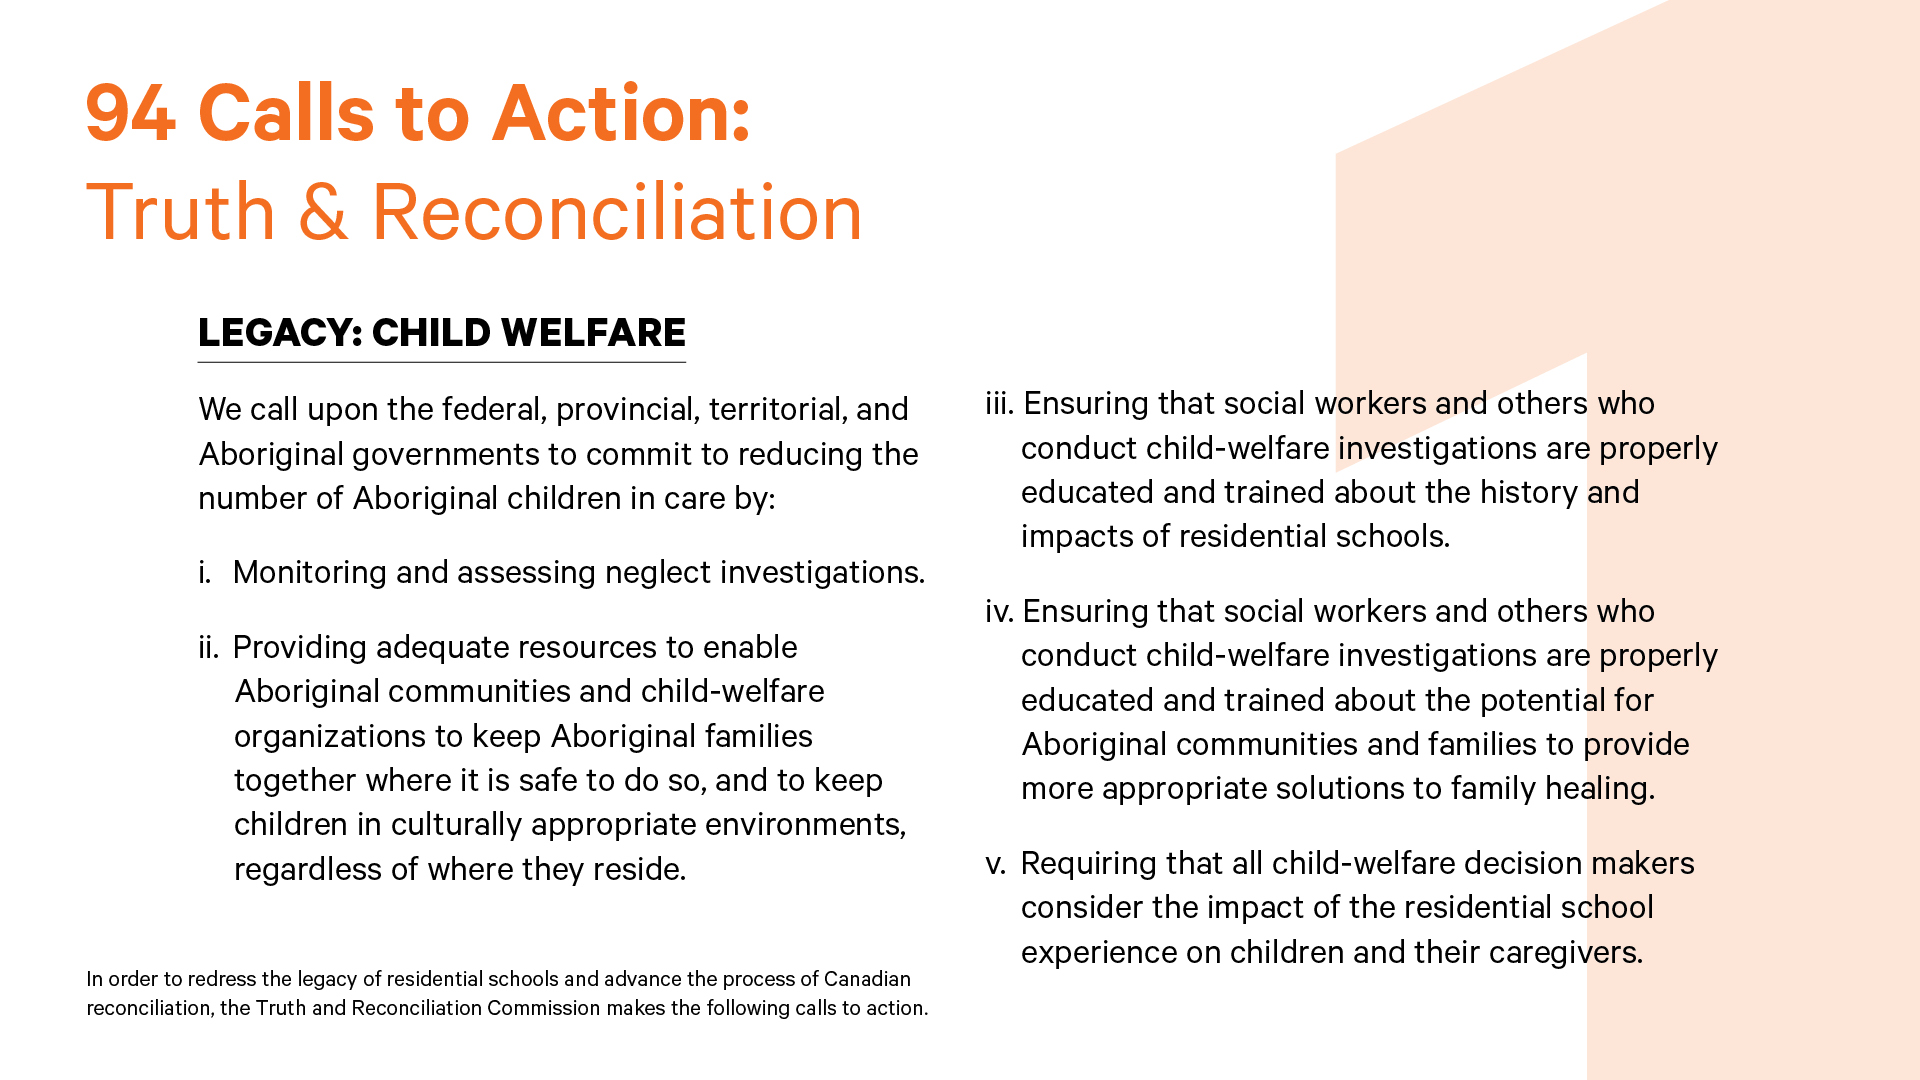 94 Calls to Action:
Truth & Reconciliation
LEGACY: CHILD WELFARE
We call upon the federal, provincial, territorial, and
Aboriginal governments to commit to reducing the
number of Aboriginal children in care by:
i. Monitoring and assessing neglect investigations.
ii. Providing adequate resources to enable
Aboriginal communities and child-welfare
organizations to keep Aboriginal families
together where it is safe to do so, and to keep
children in culturally appropriate environments,
regardless of where they reside.
iii. Ensuring that social workers and others who
conduct child-welfare investigations are properly
educated and trained about the history and
impacts of residential schools.
iv. Ensuring that social workers and others who
conduct child-welfare investigations are properly
educated and trained about the potential for
Aboriginal communities and families to provide
more appropriate solutions to family healing.
v. Requiring that all child-welfare decision makers
consider the impact of the residential school
experience on children and their caregivers.
In order to redress the legacy of residential schools and advance the process of Canadian
reconciliation, the Truth and Reconciliation Commission makes the following calls to action.
1